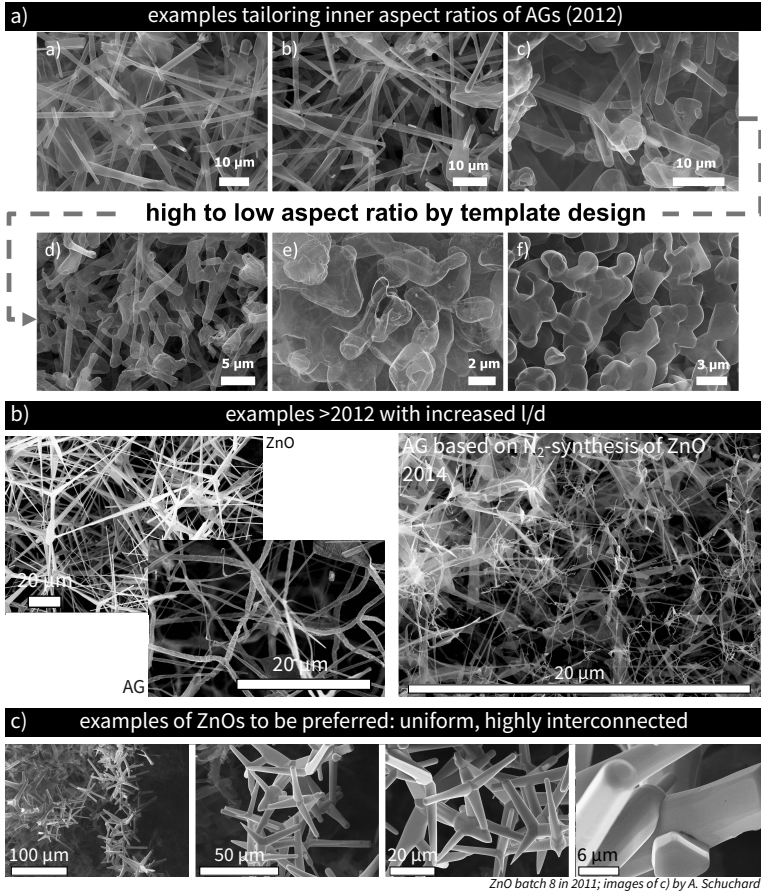 a) examples tailoring inner aspect ratios of AGs (2012)
a) b) c)
10 µm 10 µm 10 µm
high to low aspect ratio by template design
d) e) f)
5 µm 2 µm 3 µm
b) examples >2012 with increased l/d
ZnO
20 µm
AG
20 µm
AG based on N₂-synthesis of ZnO
2014
20 µm
c) examples of ZnOs to be preferred: uniform, highly interconnected
100 µm 50 µm 20 µm 6 µm
ZnO batch 8 in 2011; images of c) by A. Schuchard